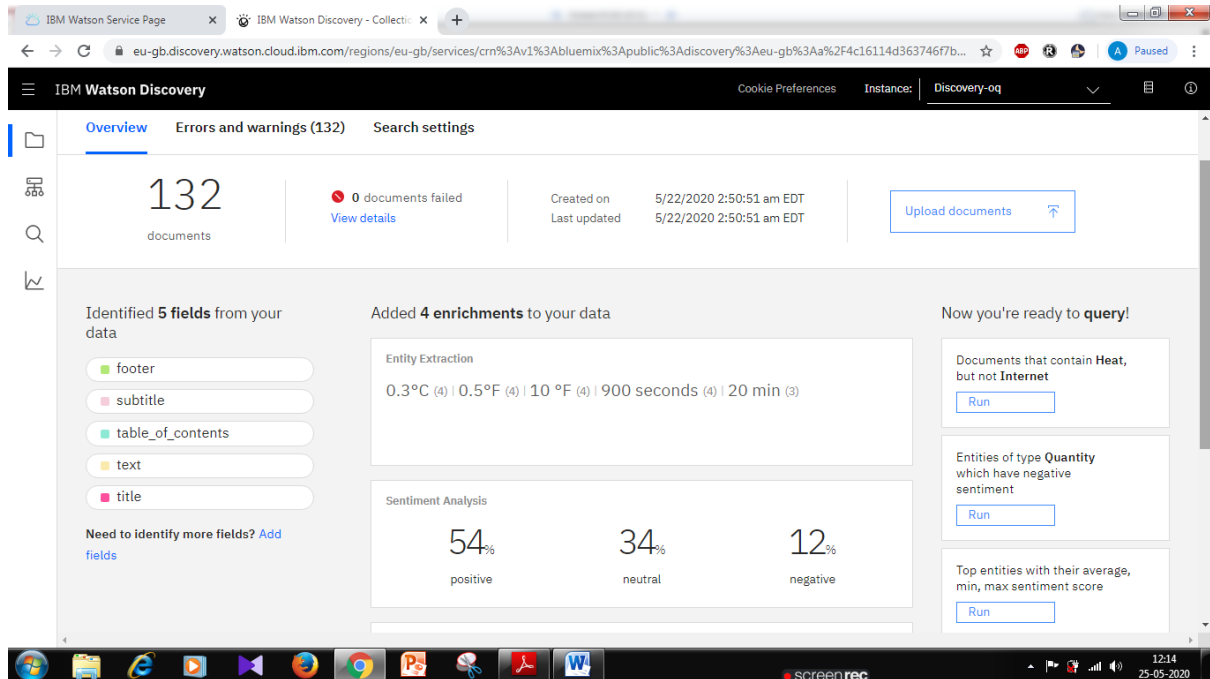 IBM Watson Service Page
IBM Watson Discovery - Collectic
eu-gb.discovery.watson.cloud.ibm.com/regions/eu-gb/services/crn%3Av1%3Abluemix%3Apublic%3Adiscovery%3Aeu-gb%3Aa%2F4c16114d363746f7b...
ABP
R
A
Paused
IBM Watson Discovery
Cookie Preferences
Instance:
Discovery-oq
Overview
Errors and warnings (132)
Search settings
132
documents
0 documents failed
View details
Created on 5/22/2020 2:50:51 am EDT
Last updated 5/22/2020 2:50:51 am EDT
Upload documents
Identified 5 fields from your
data
footer
subtitle
table_of_contents
text
title
Need to identify more fields? Add
fields
Added 4 enrichments to your data
Entity Extraction
0.3°C (4) | 0.5°F (4) | 10 °F (4) | 900 seconds (4) | 20 min (3)
Sentiment Analysis
54% 34% 12%
positive neutral negative
Now you're ready to query!
Documents that contain Heat,
but not Internet
Run
Entities of type Quantity
which have negative
sentiment
Run
Top entities with their average,
min, max sentiment score
Run
screenrec
12:14
25-05-2020